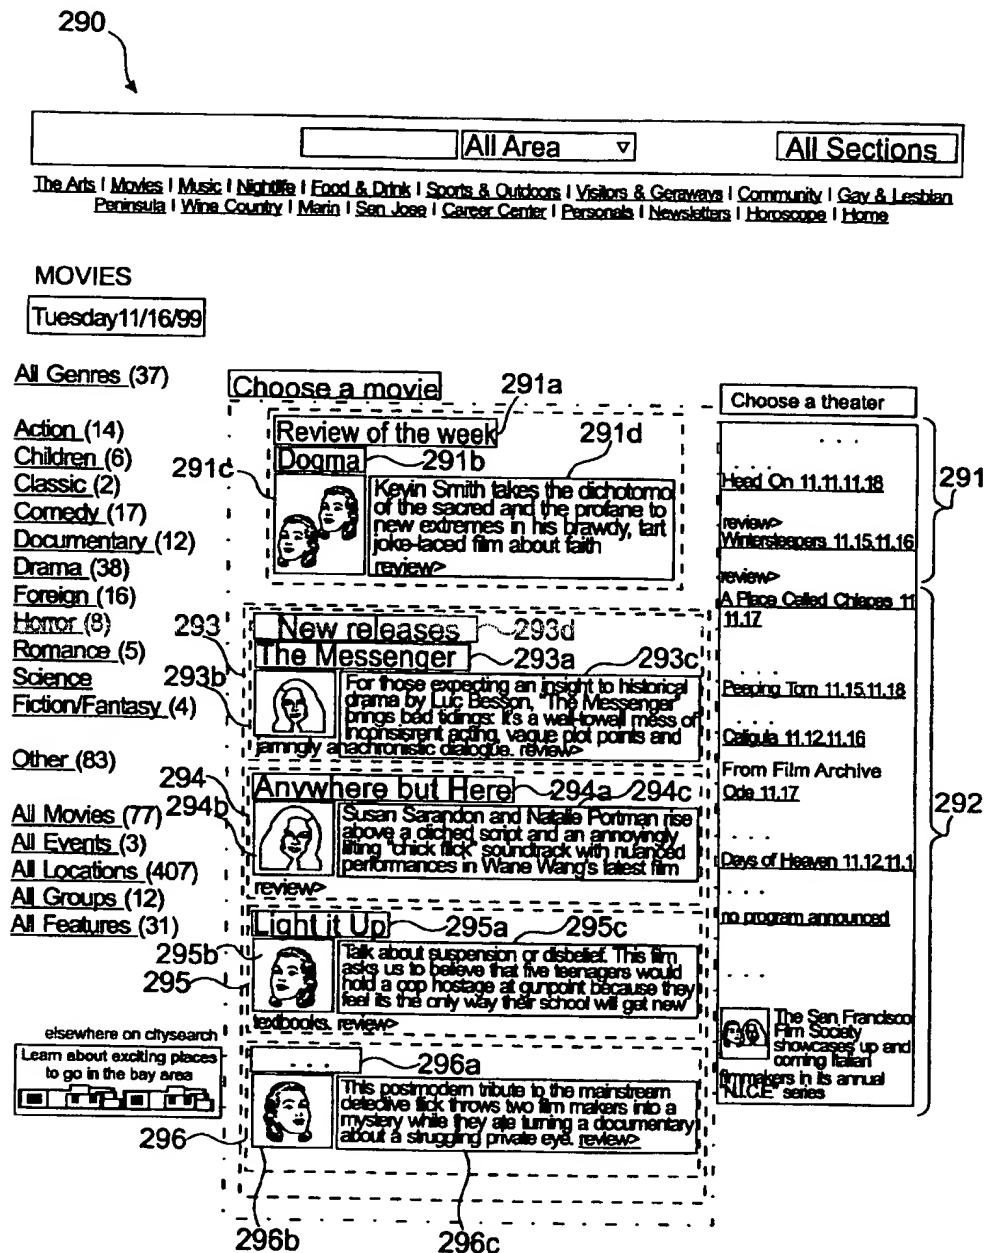 290
All Area
All Sections
The Arts | Movies | Music | Nightlife | Food & Drink | Sports & Outdoors | Visitors & Geraways | Community | Gay & Lesbian
Peninsula | Wine Country | Marin | San Jose | Career Center | Personals | Newsletters | Horoscope | Home
MOVIES
Tuesday11/16/99
All Genres (37)
Action (14)
Children (6)
Classic (2)
Comedy (17)
Documentary (12)
Drama (38)
Foreign (16)
Horror (8)
Romance (5)
Science
Fiction/Fantasy (4)
Other (83)
All Movies (77)
All Events (3)
All Locations (407)
All Groups (12)
All Features (31)
elsewhere on citysearch
Learn about exciting places
to go in the bay area
Choose a movie
291a
Review of the week
291d
291c
Dogma
291b
Kevin Smith takes the dichotomo
of the sacred and the profane to
new extremes in his brawdy, tart
joke-laced film about faith
review>
293
New releases
293d
The Messenger
293a
293c
293b
For those expecting an insight to historical
drama by Luc Besson, "The Messenger"
brings bad tidings: It's a wall-towall mess of
inconsisrent acting, vaque plot points and
jarringly anachronistic dialogue. review>
294
Anywhere but Here
294a
294c
294b
Susan Sarandon and Natalie Portman rise
above a cliched script and an annoyingly
lifting "chick flick" soundtrack with nuanced
performances in Wane Wang's latest film
review>
Light it Up
295a
295c
295b
295
Talk about suspension or disbelief. This film
asks us to believe that five teenagers would
hold a cop hostage at gunpoint because they
feel its the only way their school will get new
textbooks. review>
. . .
296a
This postmodern tribute to the mainstream
detective flick throws two film makers into a
mystery while they ate turning a documentary
about a struggling private eye. review>
296
296b
296c
Choose a theater
. . .
. . . .
Head On 11.11.11.18
review>
Wintersleepers 11.15.11.16
review>
291
A Place Called Chiapas 11
11.17
. . . .
Peeping Tom 11.15.11.18
. . . .
Caligula 11.12.11.16
From Film Archive
Ode 11.17
. . . .
Days of Heaven 11.12.11.1
. . . .
no program announced
. . . .
The San Francisco
Film Society
showcases up and
coming Italian
filmmakers in its annual
"N.I.C.E" series
292